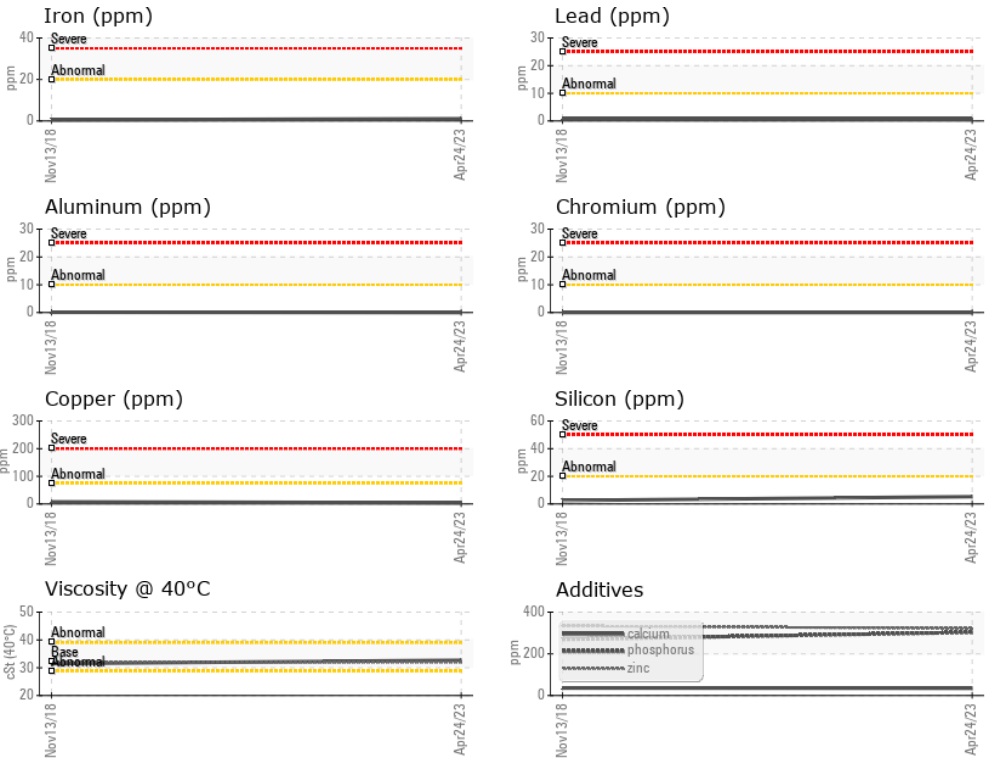 Iron (ppm)
40
20
0
ppm
Severe
Abnormal
Nov13/18
Apr24/23
Lead (ppm)
30
20
10
0
ppm
Severe
Abnormal
Nov13/18
Apr24/23
Aluminum (ppm)
30
20
10
0
ppm
Severe
Abnormal
Nov13/18
Apr24/23
Chromium (ppm)
30
20
10
0
ppm
Severe
Abnormal
Nov13/18
Apr24/23
Copper (ppm)
300
200
100
0
ppm
Severe
Abnormal
Nov13/18
Apr24/23
Silicon (ppm)
60
40
20
0
ppm
Severe
Abnormal
Nov13/18
Apr24/23
Viscosity @ 40°C
50
40
30
20
cSt (40°C)
Abnormal
Base
Abnormal
Nov13/18
Apr24/23
Additives
400
200
0
ppm
calcium
phosphorus
zinc
Nov13/18
Apr24/23